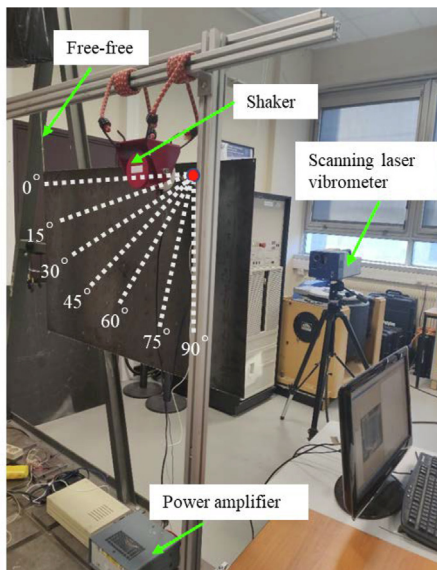 Free-free
Shaker
Scanning laser
vibrometer
0°
15°
30°
45°
60°
75°
90°
Power amplifier